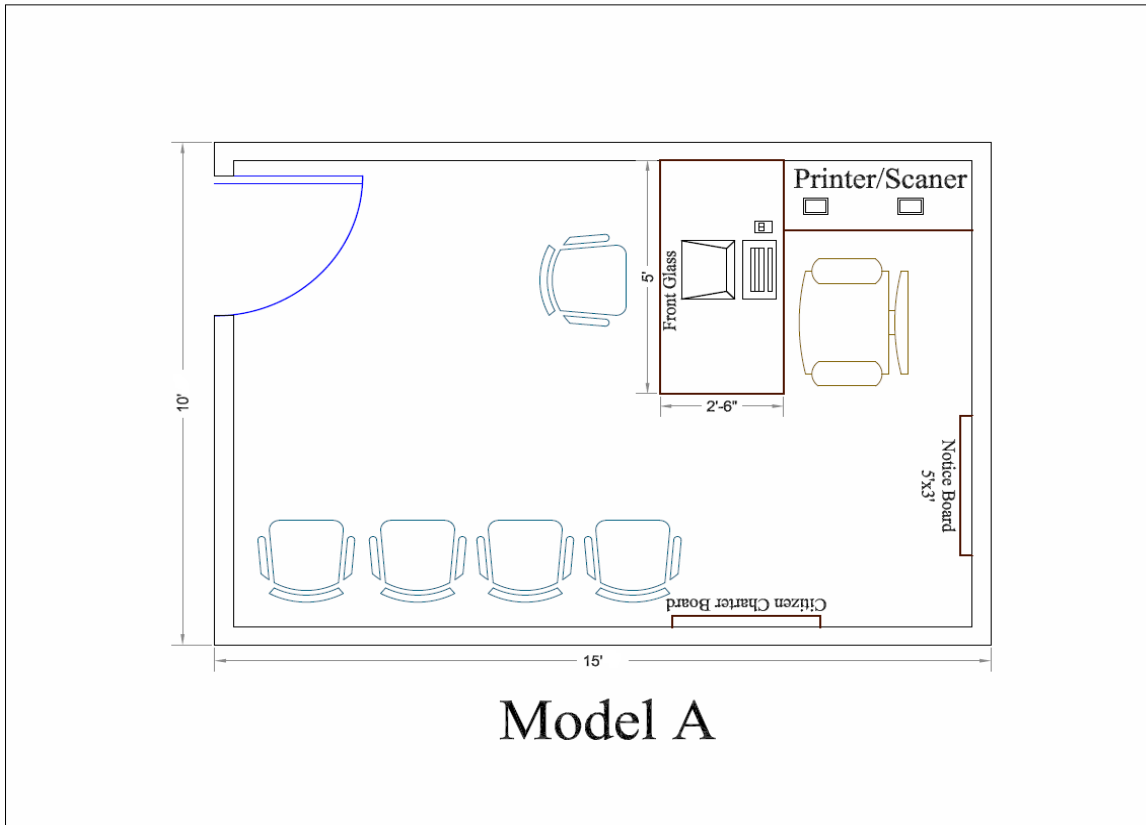 Printer/Scaner
Front Glass
5'
2'-6"
10'
Notice Board
5'x3'
Citizen Charter Board
15'
Model A